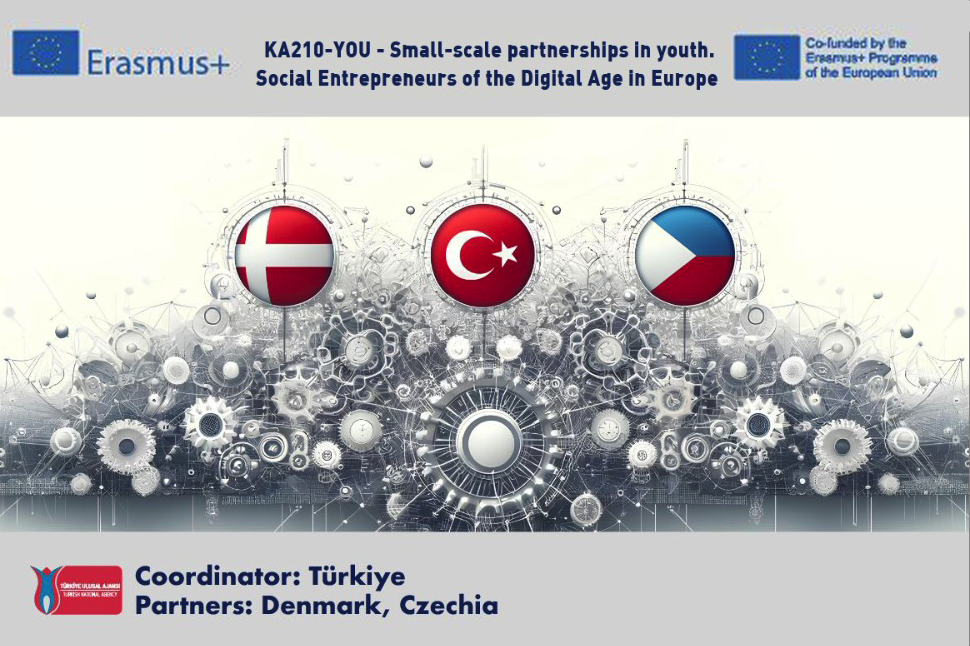 Erasmus+
KA210-YOU - Small-scale partnerships in youth.
Social Entrepreneurs of the Digital Age in Europe
Co-funded by the
Erasmus+ Programme
of the European Union
TÜRKİYE ULUSAL AJANSI
TURKISH NATIONAL AGENCY
Coordinator: Türkiye
Partners: Denmark, Czechia